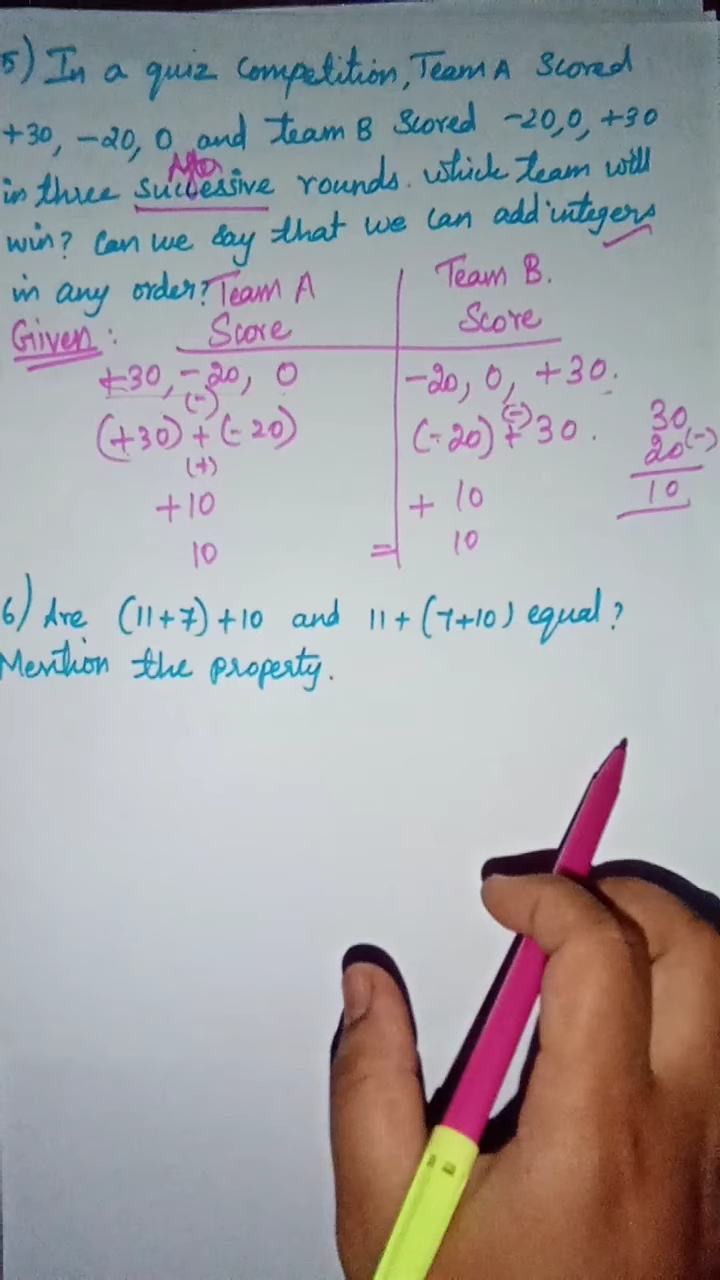 5) In a quiz competition, Team A Scored
+30, -20, 0 and team B Scored -20, 0, +30
in three successive rounds. which team will
win? Can we say that we can add integers
in any order?
Given: Team A Score | Team B. Score
+30, -20, 0 | -20, 0, +30.
(-) | (-)
(+30) + (-20) | (-20) + 30.
(+)
+10 | + 10
10 = 10
30
20 (-)
10
6) Are (11+7)+10 and 11+(7+10) equal?
Mention the property.